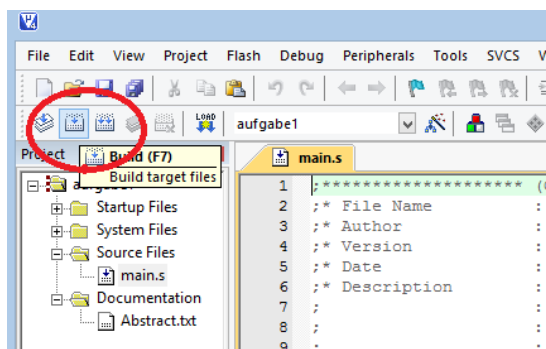 File Edit View Project Flash Debug Peripherals Tools SVCS
LOAD
aufgabe1
Project
Build (F7)
Build target files
main.s
Startup Files
System Files
Source Files
main.s
Documentation
Abstract.txt
1 ;********************* (
2 ;* File Name :
3 ;* Author :
4 ;* Version :
5 ;* Date :
6 ;* Description :
7 ; :
8 ; :
9